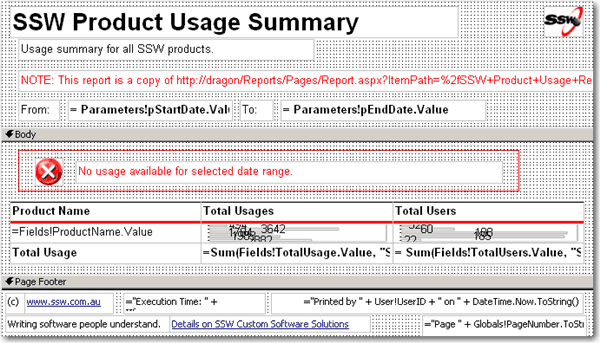 SSW Product Usage Summary
SSW
Usage summary for all SSW products.
NOTE: This report is a copy of http://dragon/Reports/Pages/Report.aspx?ItemPath=%2fSSW+Product+Usage+Re
From: = Parameters!pStartDate.Valu To: = Parameters!pEndDate.Value
Body
No usage available for selected date range.
Product Name Total Usages Total Users
=Fields!ProductName.Value 3642 60
Total Usage =Sum(Fields!TotalUsage.Value, "S = Sum(Fields!TotalUsers.Value, "S
Page Footer
(c) www.ssw.com.au ="Execution Time: " + ="Printed by " + User!UserID + " on " + DateTime.Now.ToString()
Writing software people understand. Details on SSW Custom Software Solutions ="Page " + Globals!PageNumber.ToStr